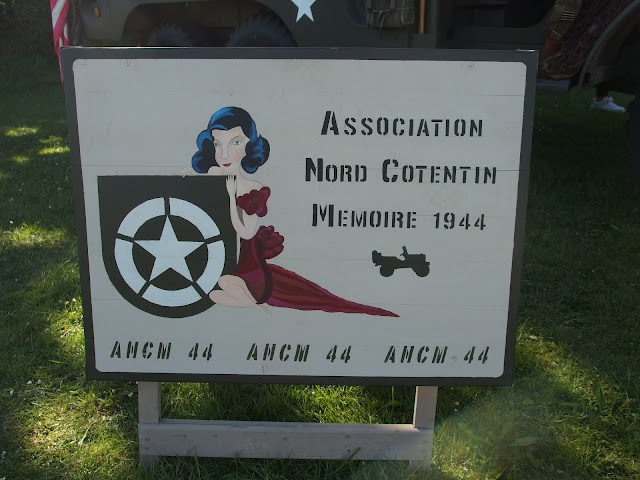 ASSOCIATION
NORD COTENTIN
MEMOIRE 1944
ANCM 44 ANCM 44 ANCM 44